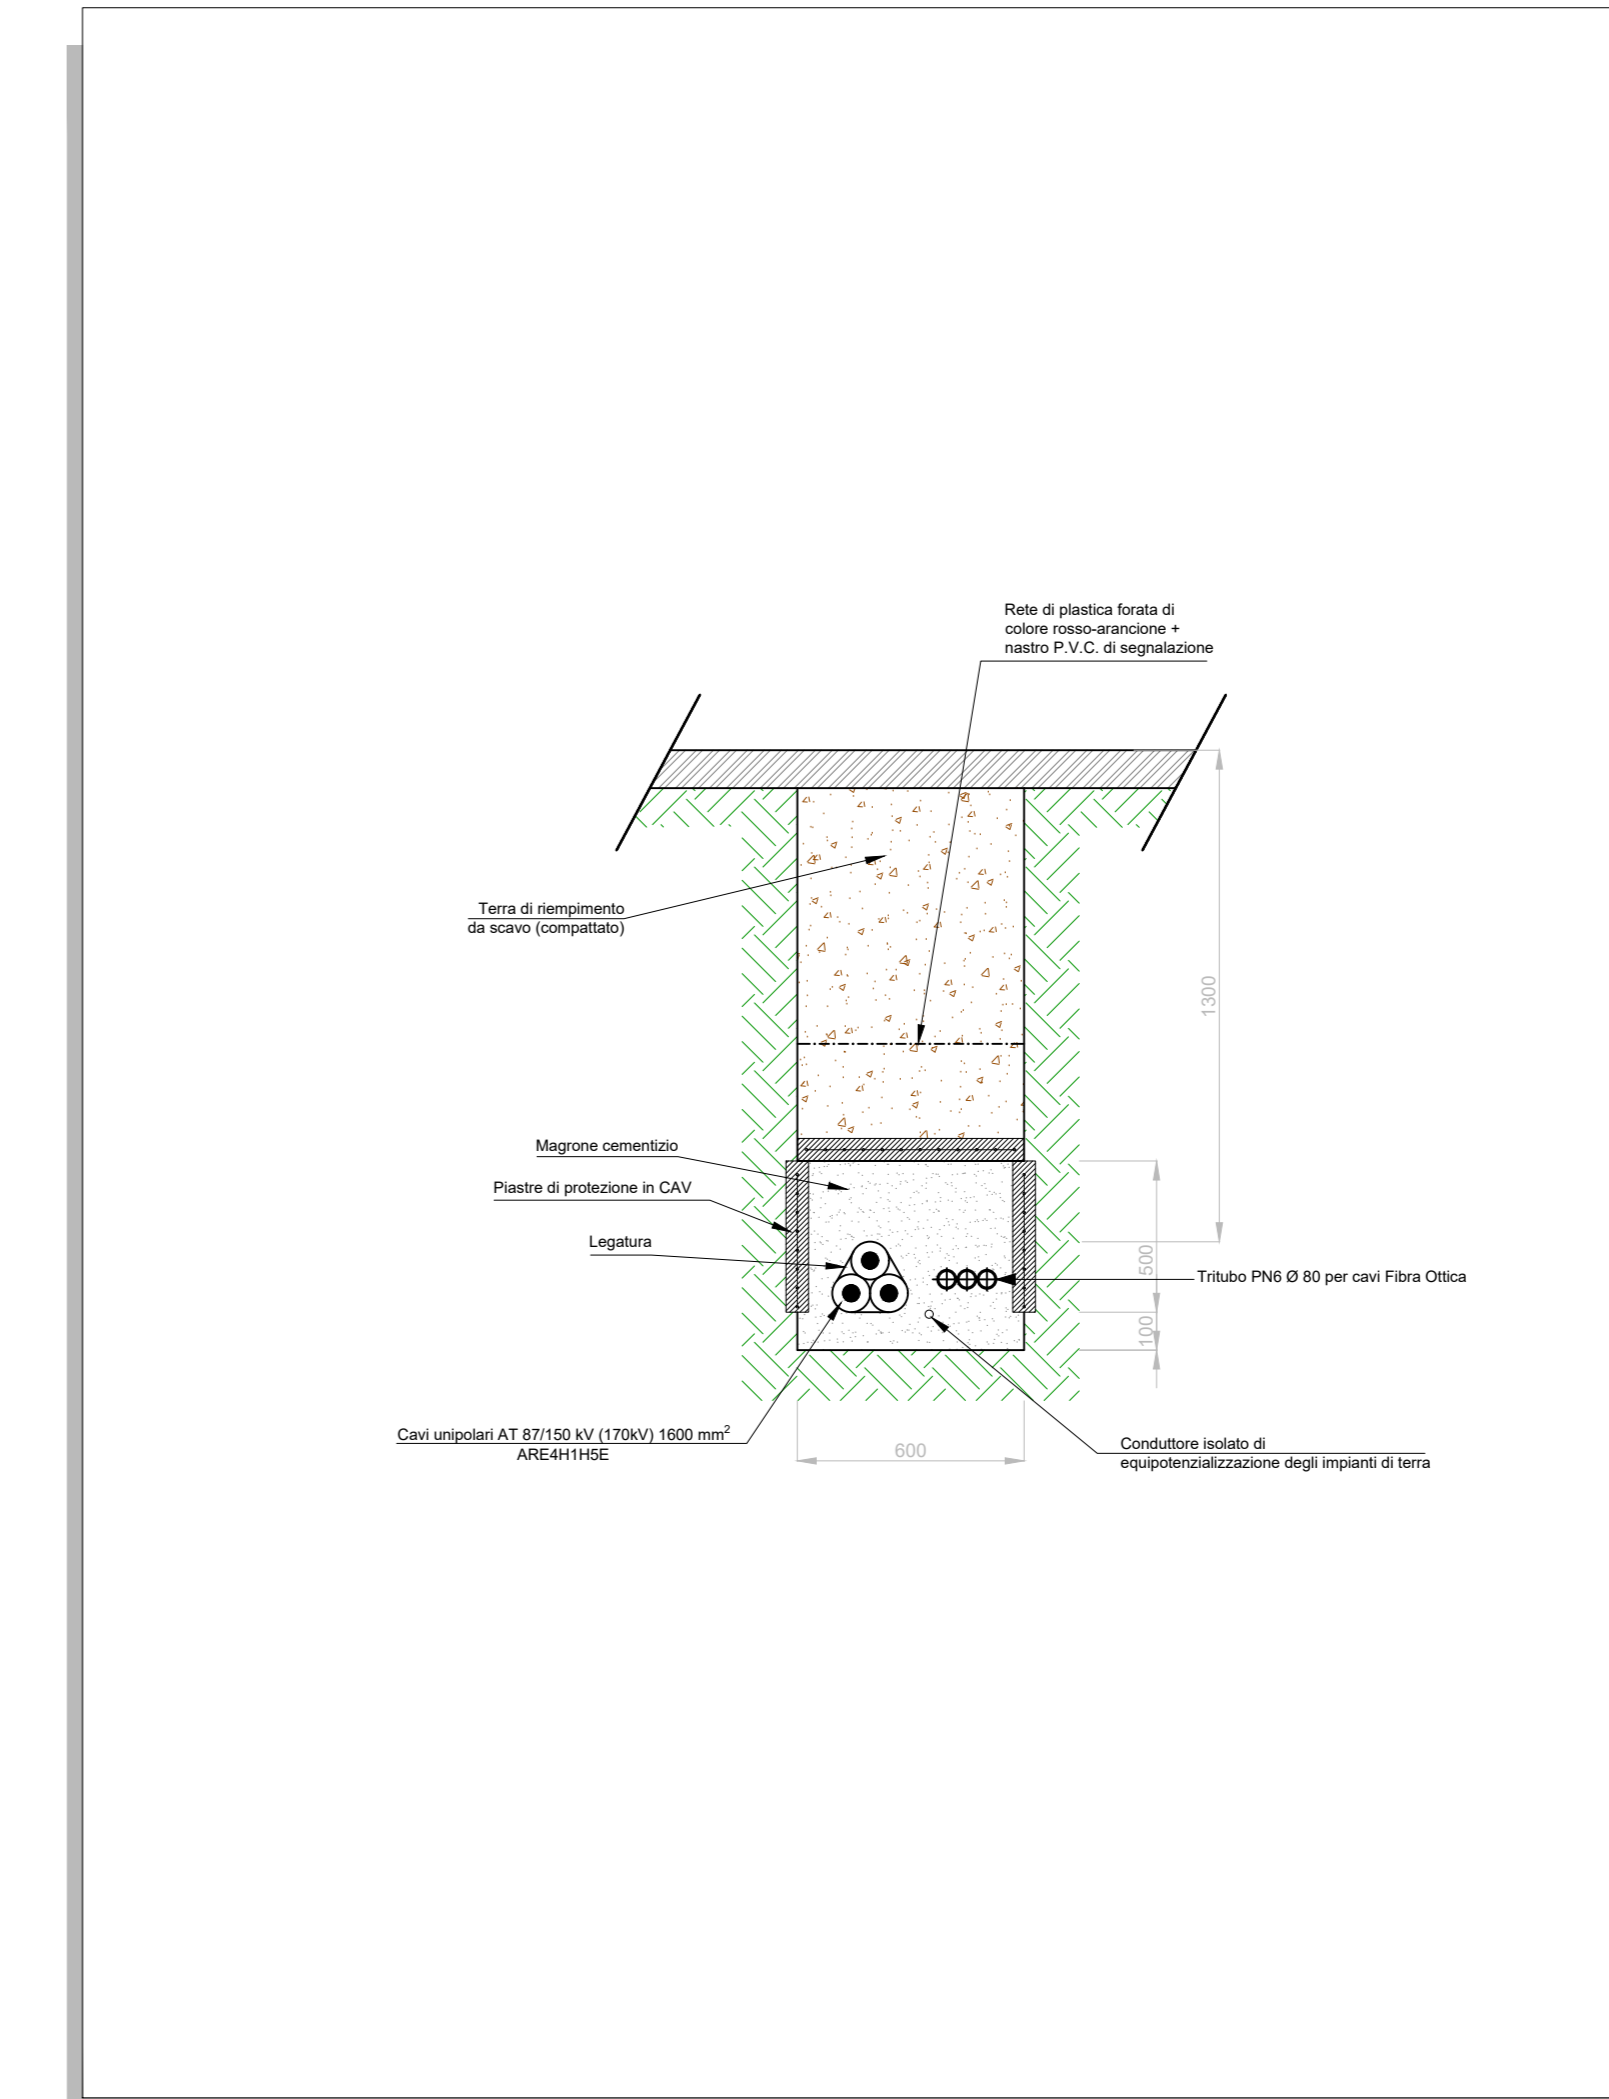 Rete di plastica forata di
colore rosso-arancione +
nastro P.V.C. di segnalazione
Terra di riempimento
da scavo (compattato)
1300
Magrone cementizio
Piastre di protezione in CAV
Legatura
500
Tritubo PN6 Ø 80 per cavi Fibra Ottica
100
Cavi unipolari AT 87/150 kV (170kV) 1600 mm²
ARE4H1H5E
600
Conduttore isolato di
equipotenzializzazione degli impianti di terra